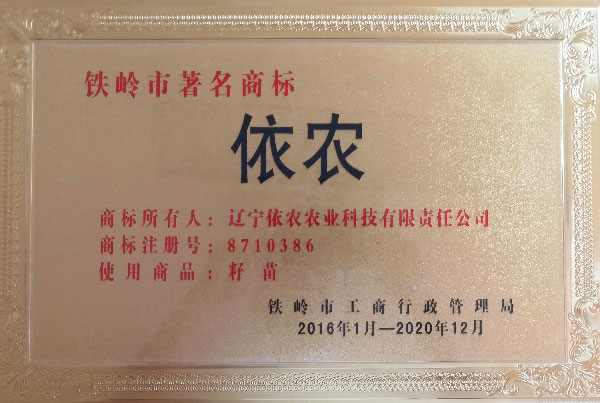 铁岭市著名商标
依农
商标所有人：辽宁依农农业科技有限责任公司
商标注册号：8710386
使用商品：籽苗
铁岭市工商行政管理局
2016年1月—2020年12月